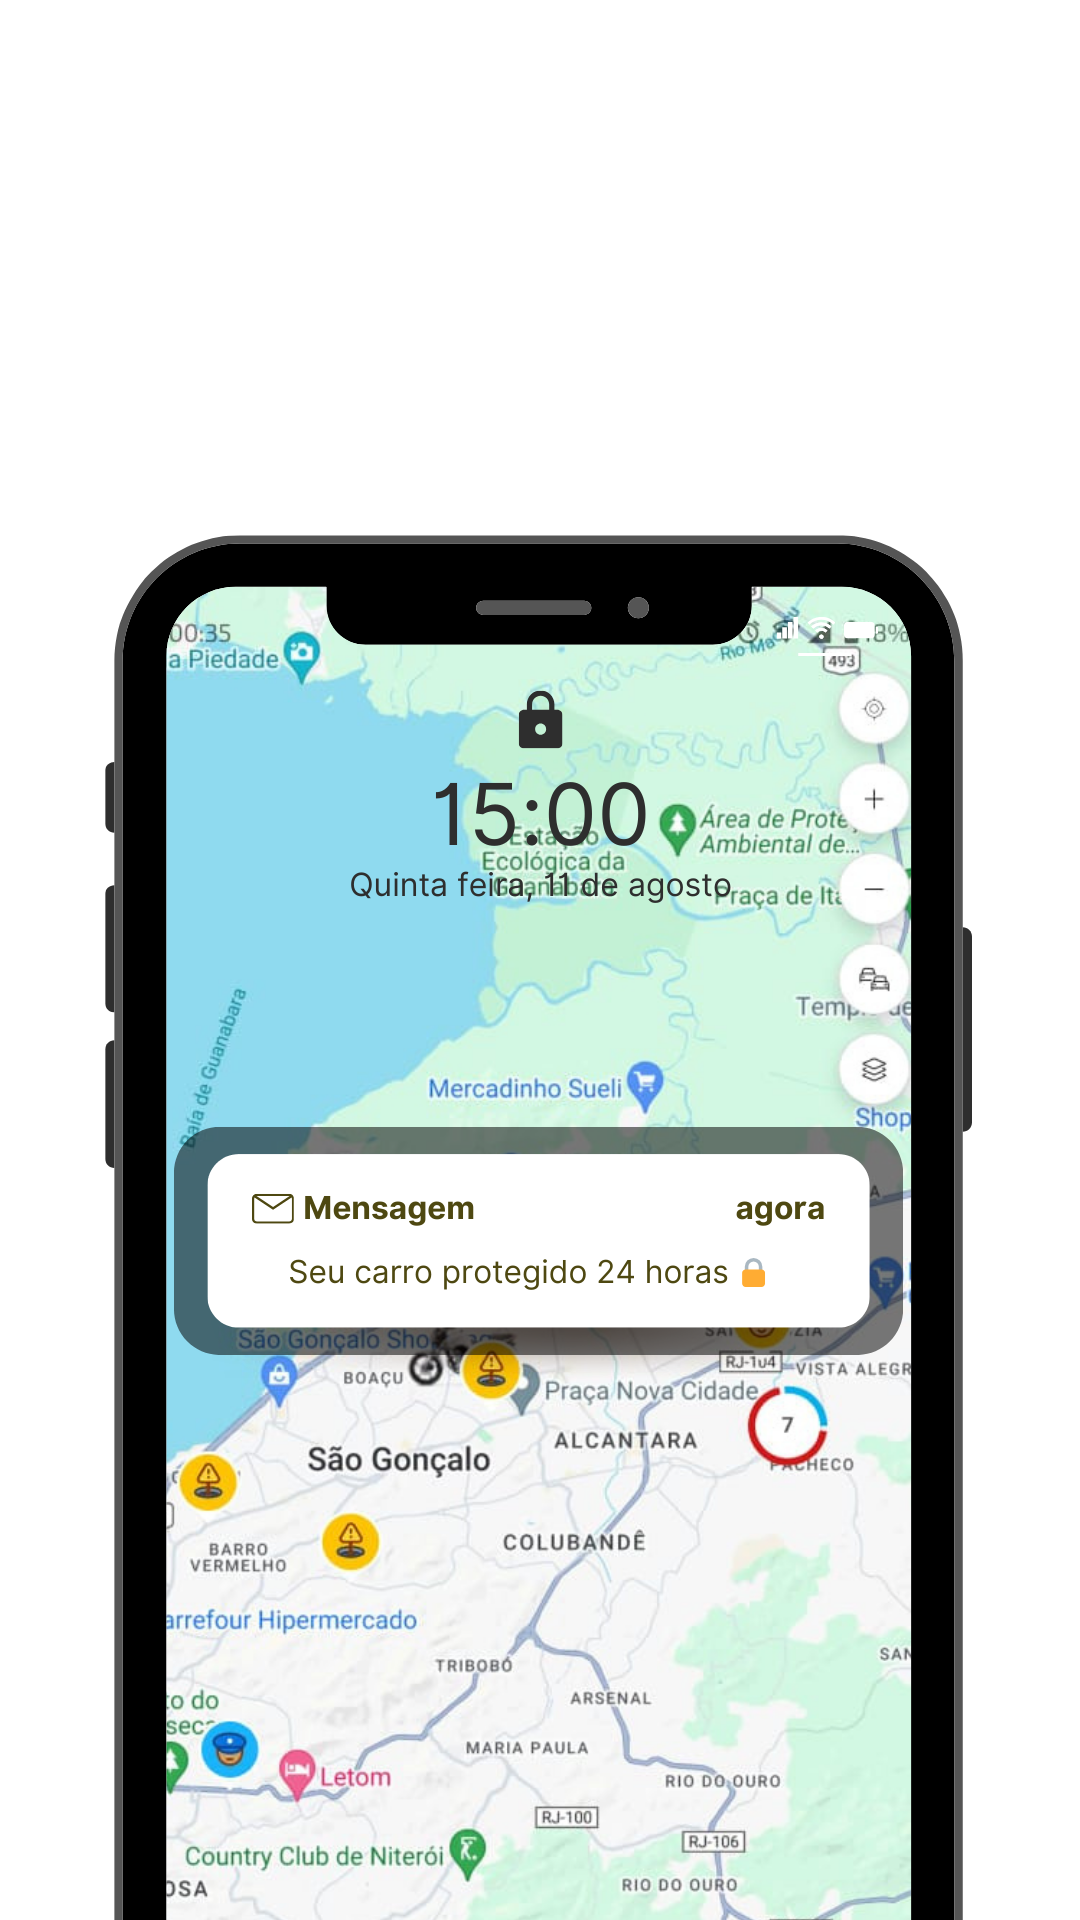 00:35
493
a Piedade
Rio Ma
15:00
Estação
Ecológica da
Guanabara
Área de Prote
Ambiental de...
Quinta feira, 11 de agosto
Praça de Ita
Baía de Guanabara
Mercadinho Sueli
Shop
Mensagem
agora
Seu carro protegido 24 horas
São Gonçalo Sho
RJ-104
VISTA ALEGR
BOAÇU
Praça Nova Cidade
7
ALCANTARA
São Gonçalo
PACHECO
COLUBANDÊ
BARRO
VERMELHO
arrefour Hipermercado
SAN
TRIBOBÓ
ARSENAL
to do
MARIA PAULA
Letom
RIO DO OURO
RJ-100
RJ-106
Country Club de Niterói
OSA
RIO DO OURO